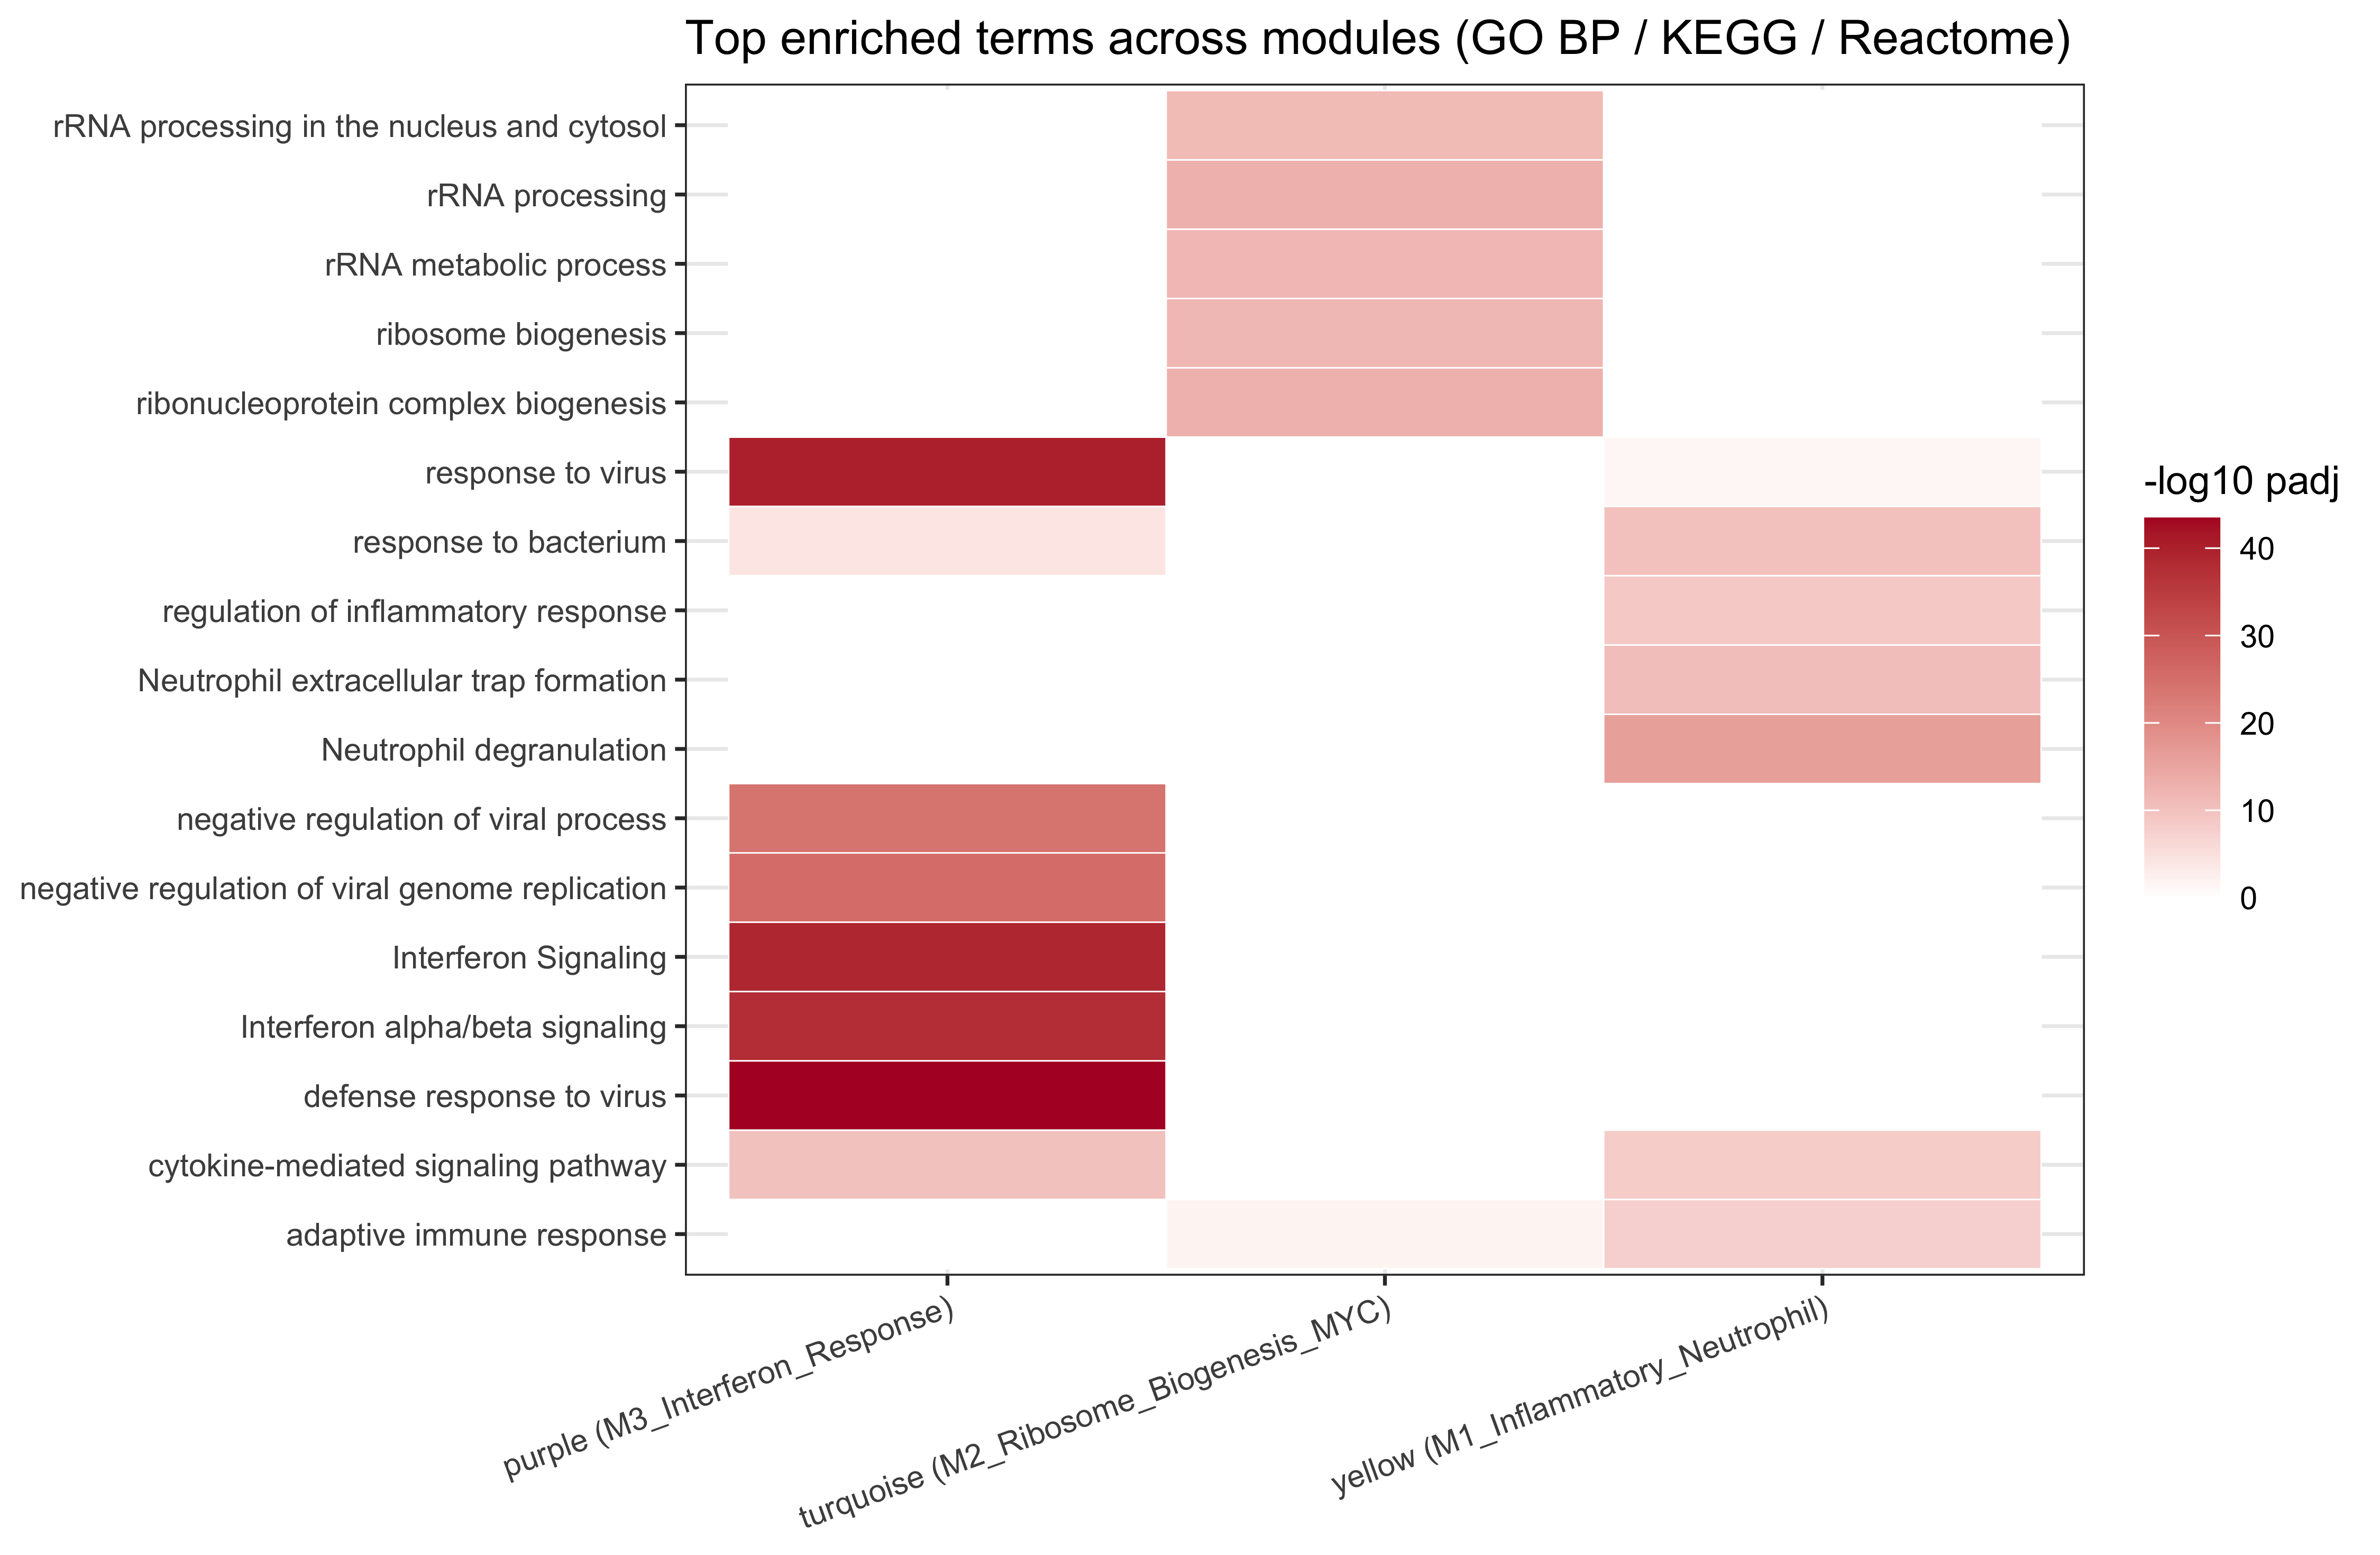 Top enriched terms across modules (GO BP / KEGG / Reactome)
rRNA processing in the nucleus and cytosol
rRNA processing
rRNA metabolic process
ribosome biogenesis
ribonucleoprotein complex biogenesis
response to virus
response to bacterium
regulation of inflammatory response
Neutrophil extracellular trap formation
Neutrophil degranulation
negative regulation of viral process
negative regulation of viral genome replication
Interferon Signaling
Interferon alpha/beta signaling
defense response to virus
cytokine-mediated signaling pathway
adaptive immune response
purple (M3_Interferon_Response)
turquoise (M2_Ribosome_Biogenesis_MYC)
yellow (M1_Inflammatory_Neutrophil)
-log10 padj
40
30
20
10
0